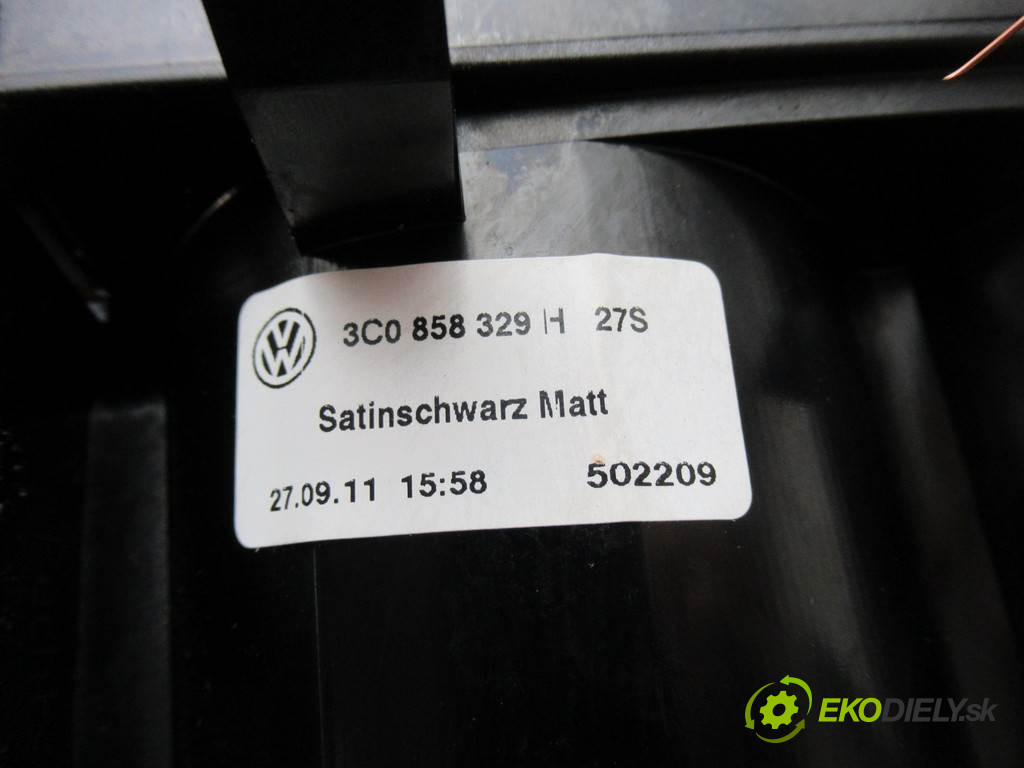 3C0 858 329 H 27S
Satinschwarz Matt
27.09.11 15:58 502209
EKODIELY.sk